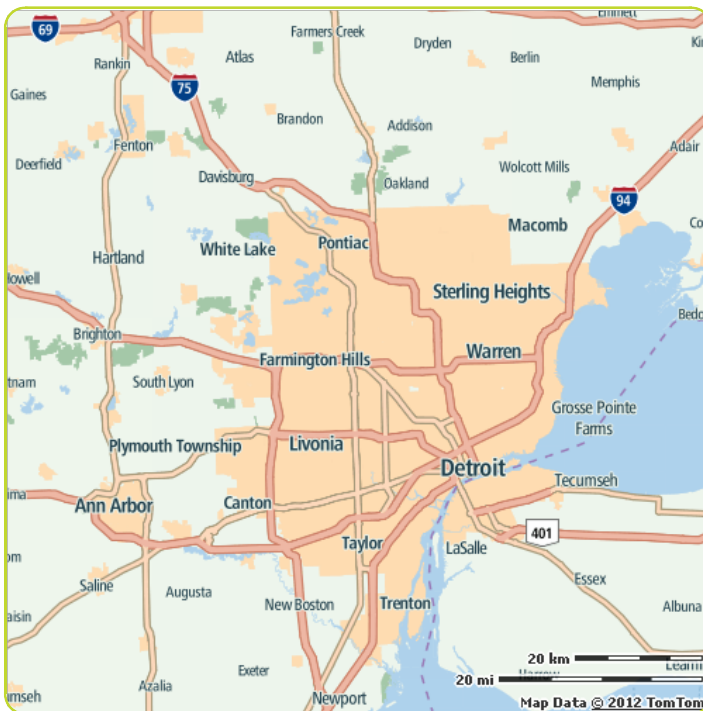 69
Rankin
Atlas
Farmers Creek
Dryden
Emmett
Berlin
Gaines
75
Brandon
Memphis
Fenton
Addison
Adair
Deerfield
Davisburg
Oakland
Wolcott Mills
94
Macomb
Hartland
White Lake
Pontiac
Sterling Heights
Brighton
Farmington Hills
Warren
South Lyon
Grosse Pointe
Farms
Plymouth Township
Livonia
Detroit
Tecumseh
Ann Arbor
Canton
Taylor
LaSalle
401
Saline
Augusta
New Boston
Trenton
Essex
Albuna
Exeter
Azalia
Newport
20 km
20 mi
Map Data © 2012 TomTom